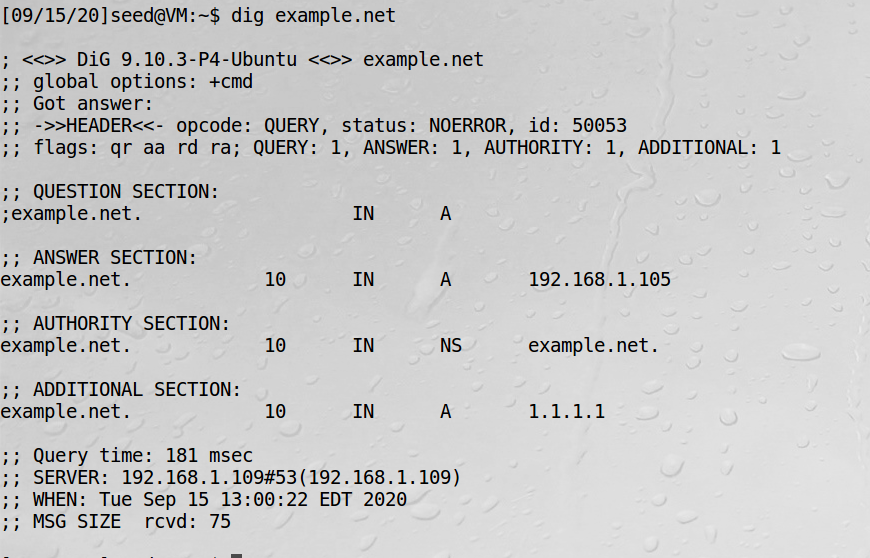 [09/15/20]seed@VM:~$ dig example.net
; <<>> DiG 9.10.3-P4-Ubuntu <<>> example.net
;; global options: +cmd
;; Got answer:
;; ->>HEADER<<- opcode: QUERY, status: NOERROR, id: 50053
;; flags: qr aa rd ra; QUERY: 1, ANSWER: 1, AUTHORITY: 1, ADDITIONAL: 1
;; QUESTION SECTION:
;example.net. IN A
;; ANSWER SECTION:
example.net. 10 IN A 192.168.1.105
;; AUTHORITY SECTION:
example.net. 10 IN NS example.net.
;; ADDITIONAL SECTION:
example.net. 10 IN A 1.1.1.1
;; Query time: 181 msec
;; SERVER: 192.168.1.109#53(192.168.1.109)
;; WHEN: Tue Sep 15 13:00:22 EDT 2020
;; MSG SIZE rcvd: 75